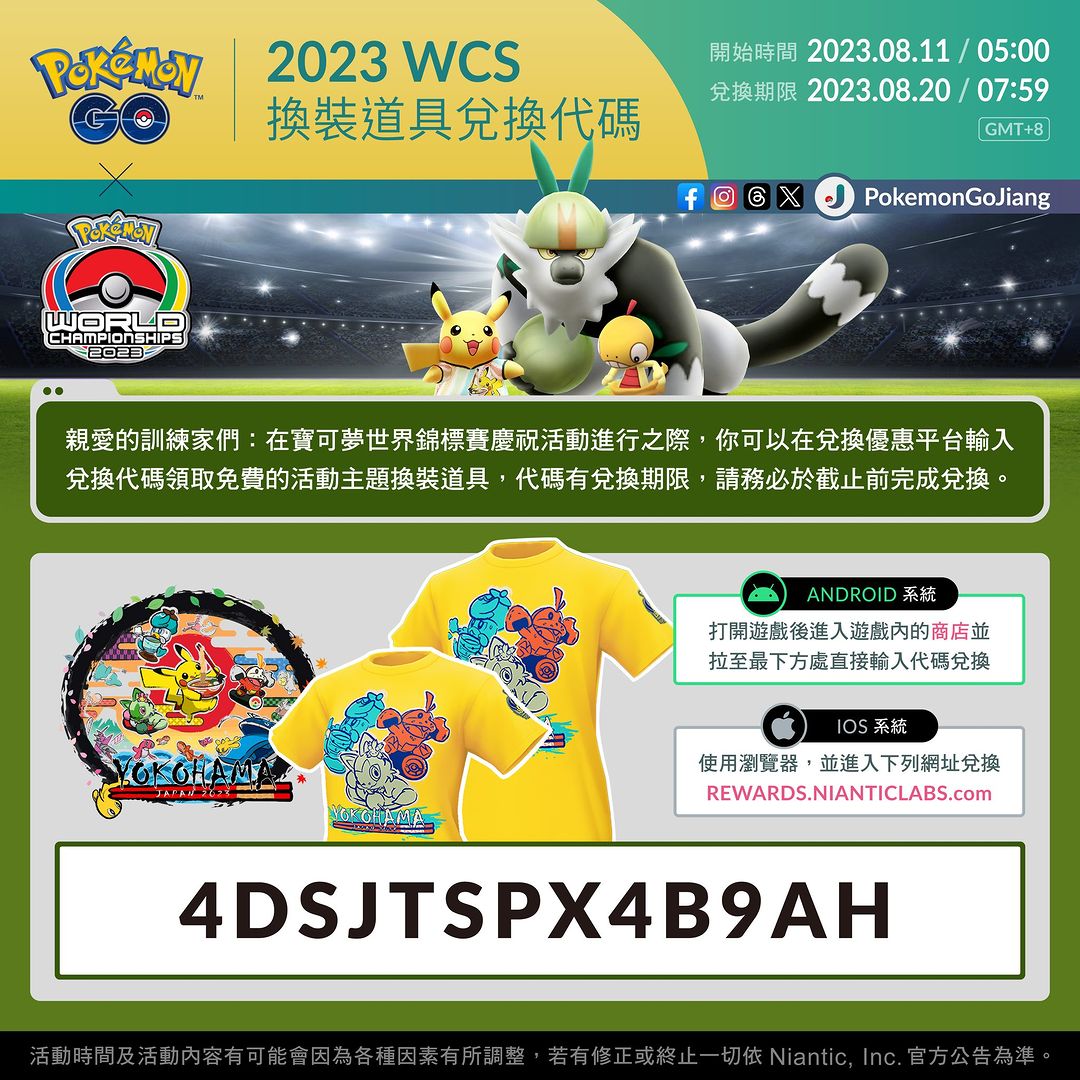 POKÉMON
GO
2023 WCS
換裝道具兌換代碼
開始時間 2023.08.11 / 05:00
兌換期限 2023.08.20 / 07:59
GMT+8
PokemonGoJiang
POKÉMON
WORLD
CHAMPIONSHIPS
2023
親愛的訓練家們：在寶可夢世界錦標賽慶祝活動進行之際，你可以在兌換優惠平台輸入
兌換代碼領取免費的活動主題換裝道具，代碼有兌換期限，請務必於截止前完成兌換。
YOKOHAMA
JAPAN 2023
YOKOHAMA
ANDROID 系統
打開遊戲後進入遊戲內的商店並
拉至最下方處直接輸入代碼兌換
IOS 系統
使用瀏覽器，並進入下列網址兌換
REWARDS.NIANTICLABS.com
4DSJTSPX4B9AH
活動時間及活動內容有可能會因為各種因素有所調整，若有修正或終止一切依 Niantic, Inc. 官方公告為準。